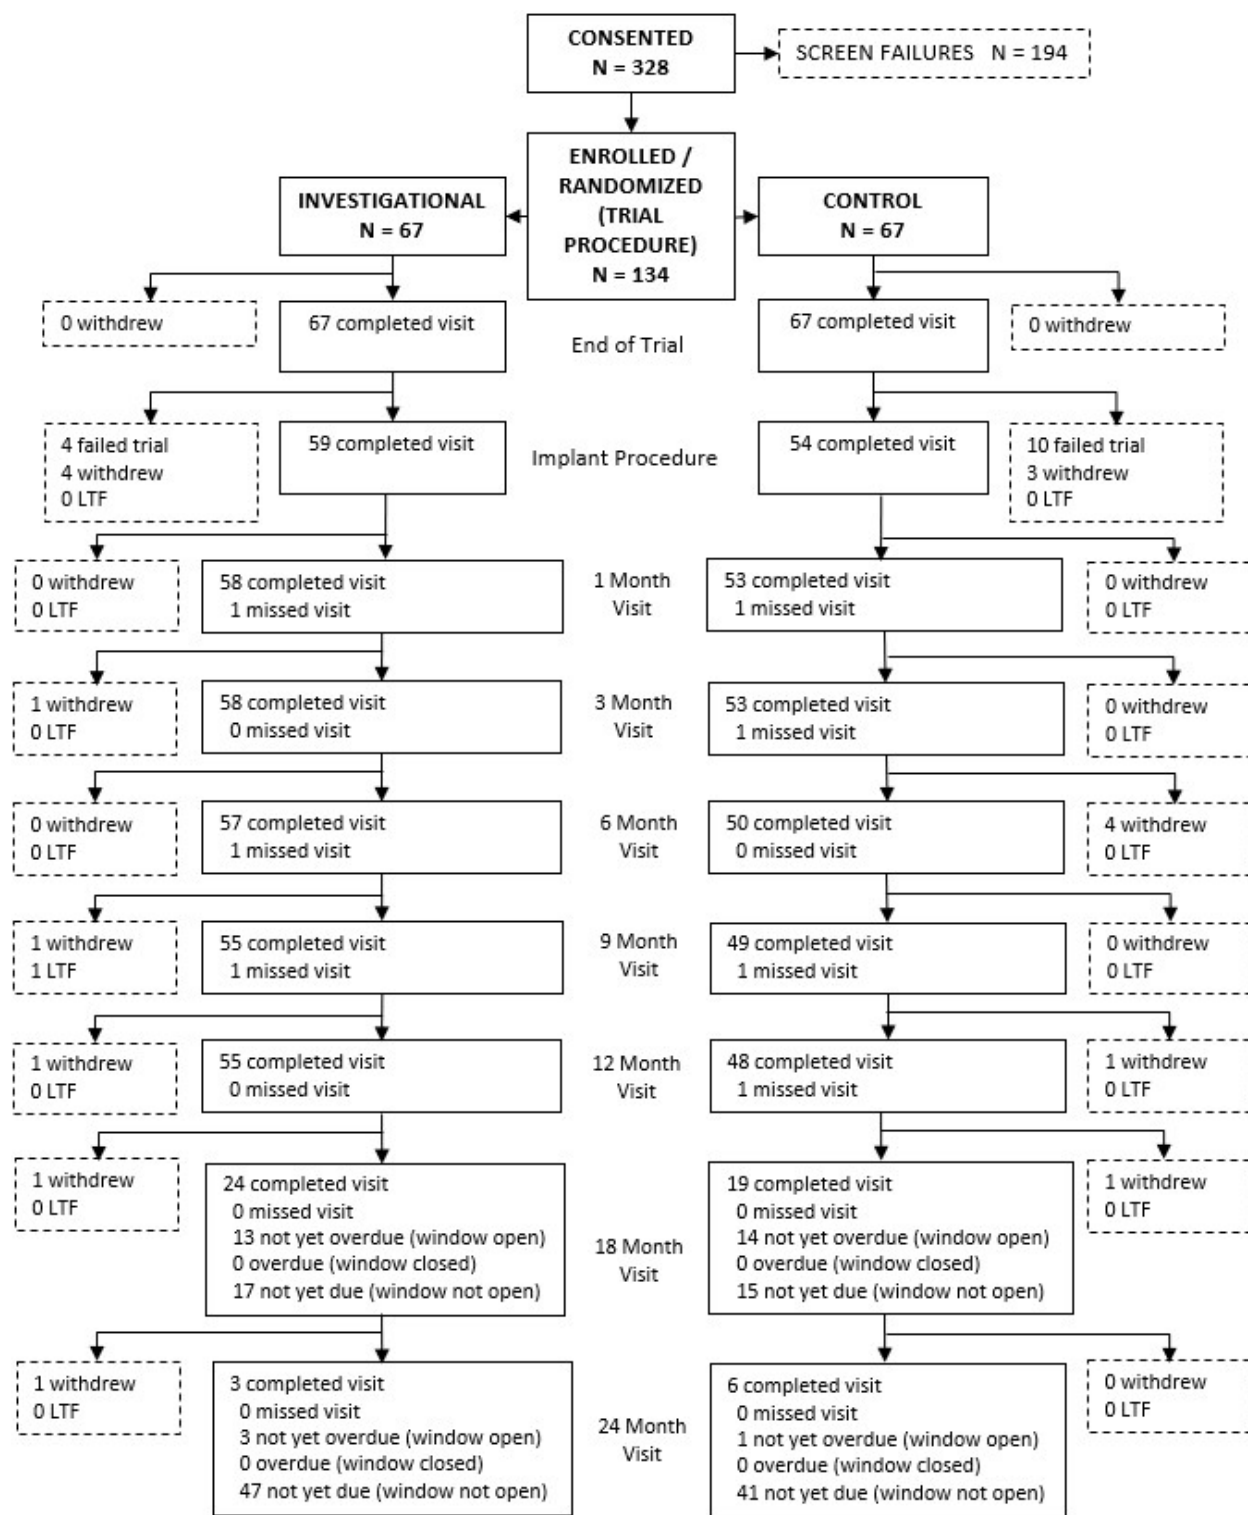 CONSENTED
N = 328
SCREEN FAILURES N = 194
ENROLLED /
RANDOMIZED
(TRIAL
PROCEDURE)
N = 134
INVESTIGATIONAL
N = 67
CONTROL
N = 67
0 withdrew
67 completed visit
End of Trial
67 completed visit
0 withdrew
4 failed trial
4 withdrew
0 LTF
59 completed visit
Implant Procedure
54 completed visit
10 failed trial
3 withdrew
0 LTF
0 withdrew
0 LTF
58 completed visit
1 missed visit
1 Month
Visit
53 completed visit
1 missed visit
0 withdrew
0 LTF
1 withdrew
0 LTF
58 completed visit
0 missed visit
3 Month
Visit
53 completed visit
1 missed visit
0 withdrew
0 LTF
0 withdrew
0 LTF
57 completed visit
1 missed visit
6 Month
Visit
50 completed visit
0 missed visit
4 withdrew
0 LTF
1 withdrew
1 LTF
55 completed visit
1 missed visit
9 Month
Visit
49 completed visit
1 missed visit
0 withdrew
0 LTF
1 withdrew
0 LTF
55 completed visit
0 missed visit
12 Month
Visit
48 completed visit
1 missed visit
1 withdrew
0 LTF
1 withdrew
0 LTF
24 completed visit
0 missed visit
13 not yet overdue (window open)
0 overdue (window closed)
17 not yet due (window not open)
18 Month
Visit
19 completed visit
0 missed visit
14 not yet overdue (window open)
0 overdue (window closed)
15 not yet due (window not open)
1 withdrew
0 LTF
1 withdrew
0 LTF
3 completed visit
0 missed visit
3 not yet overdue (window open)
0 overdue (window closed)
47 not yet due (window not open)
24 Month
Visit
6 completed visit
0 missed visit
1 not yet overdue (window open)
0 overdue (window closed)
41 not yet due (window not open)
0 withdrew
0 LTF